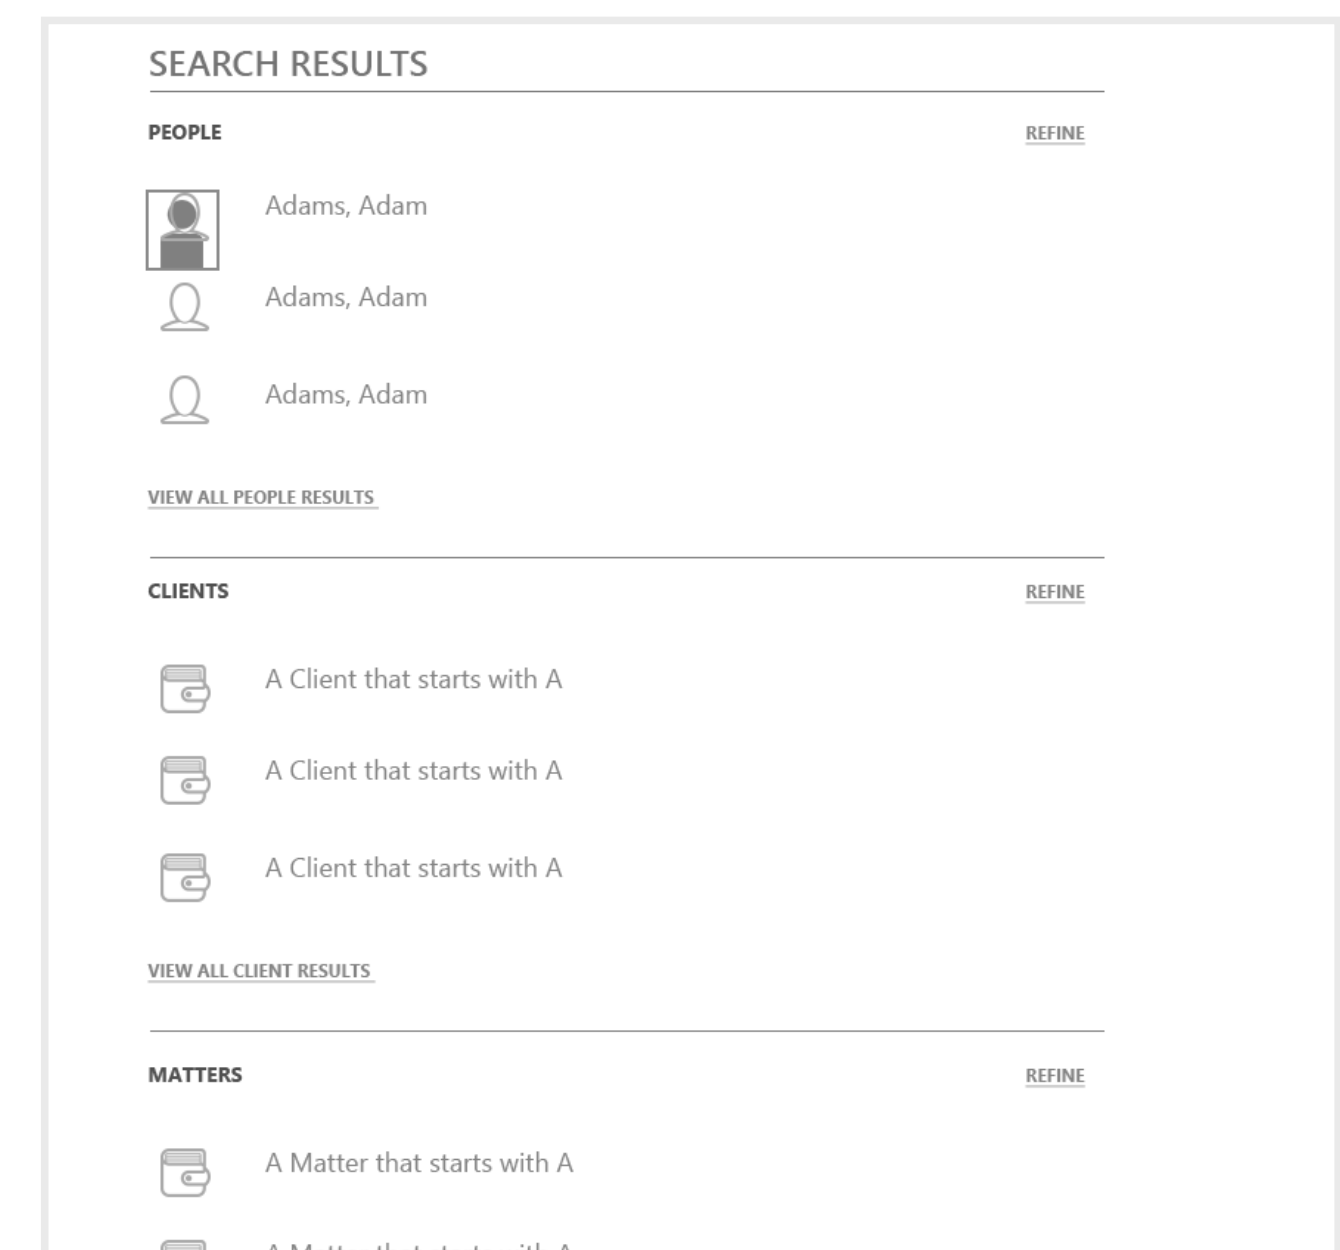 SEARCH RESULTS
PEOPLE REFINE
Adams, Adam
Adams, Adam
Adams, Adam
VIEW ALL PEOPLE RESULTS
CLIENTS REFINE
A Client that starts with A
A Client that starts with A
A Client that starts with A
VIEW ALL CLIENT RESULTS
MATTERS REFINE
A Matter that starts with A